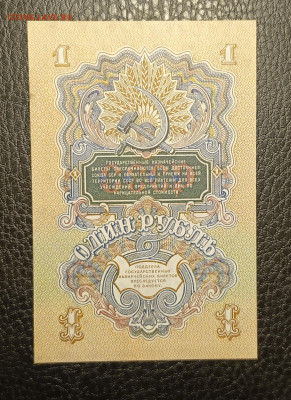 1 1
ГОСУДАРСТВЕННЫЕ КАЗНАЧЕЙСКИЕ
БИЛЕТЫ ОБЕСПЕЧИВАЮТСЯ ВСЕМ ДОСТОЯНИЕМ
СОЮЗА ССР И ОБЯЗАТЕЛЬНЫ К ПРИЕМУ НА ВСЕЙ
ТЕРРИТОРИИ СССР ВО ВСЕ ПЛАТЕЖИ ДЛЯ ВСЕХ
УЧРЕЖДЕНИЙ, ПРЕДПРИЯТИЙ И ЛИЦ ПО
НАРИЦАТЕЛЬНОЙ СТОИМОСТИ
ОДИН РУБЛЬ
ПОДДЕЛКА
ГОСУДАРСТВЕННЫХ
КАЗНАЧЕЙСКИХ БИЛЕТОВ
ПРЕСЛЕДУЕТСЯ
ПО ЗАКОНУ
1 1